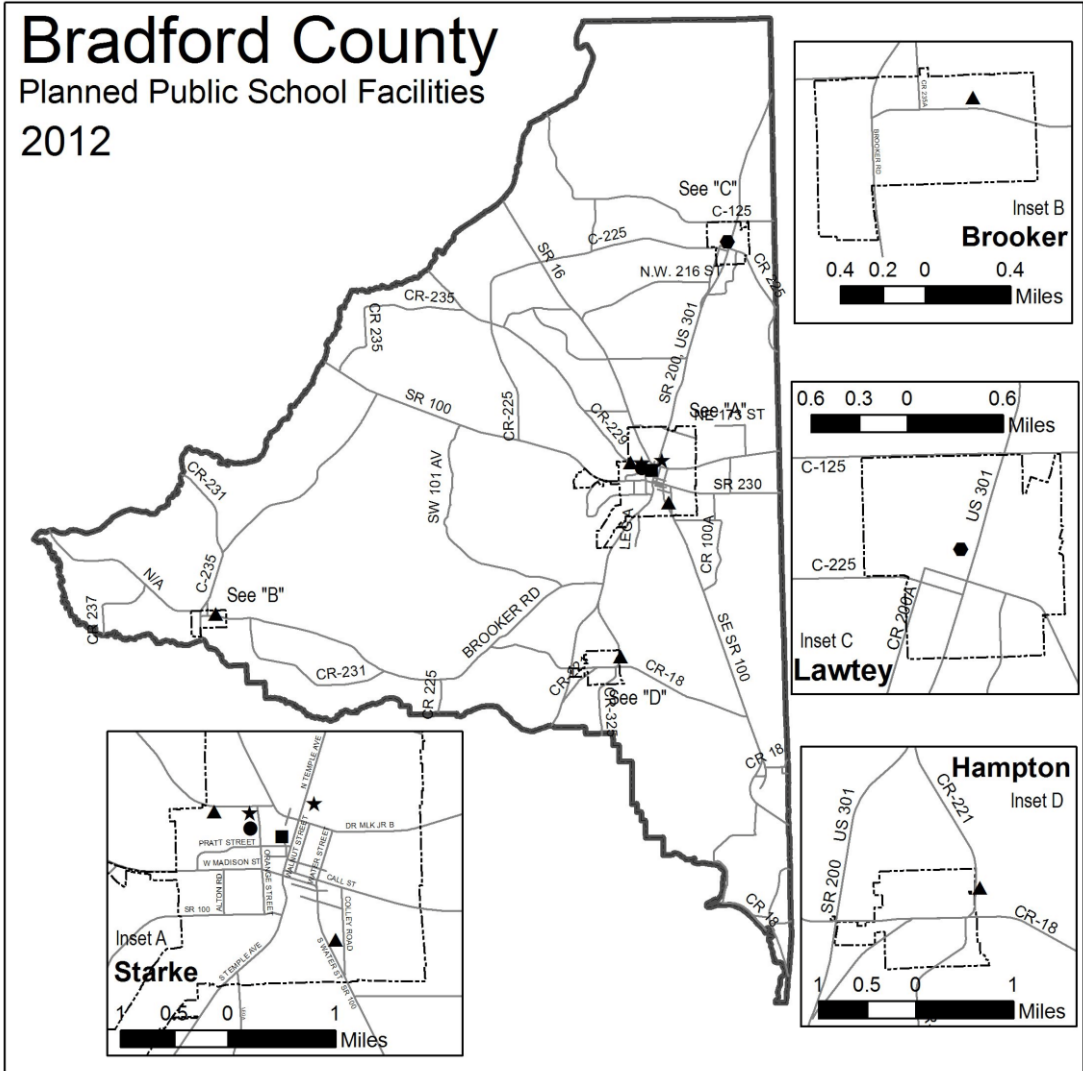 Bradford County
Planned Public School Facilities
2012
See "C"
C-125
C-225
SR 16
N.W. 216 S
CR 225
CR-235
CR 235
SR 200, US 301
SR 100
CR-225
CR-229
See "A"
NE 173 ST
SW 101 AV
SR 230
CR-231
CR 100A
N/A
C-235
See "B"
CR 237
BROOKER RD
SE SR 100
CR-231
CR 225
CR-18
See "D"
CR-325
CR 18
CR 18
CR 235A
BROOKER RD
Inset B
Brooker
0.4 0.2 0 0.4
Miles
0.6 0.3 0 0.6
Miles
C-125
US 301
C-225
CR 200A
Inset C
Lawtey
Hampton
Inset D
US 301
CR-221
SR 200
CR-18
1 0.5 0 1
Miles
N TEMPLE AVE
DR MLK JR B
PRATT STREET
WALNUT STREET
WATER STREET
W MADISON ST
ORANGE STREET
ALTON RD
CALL ST
SR 100
COLLEY ROAD
Inset A
Starke
S TEMPLE AVE
S WATER ST
SR 100
1 0.5 0 1
Miles